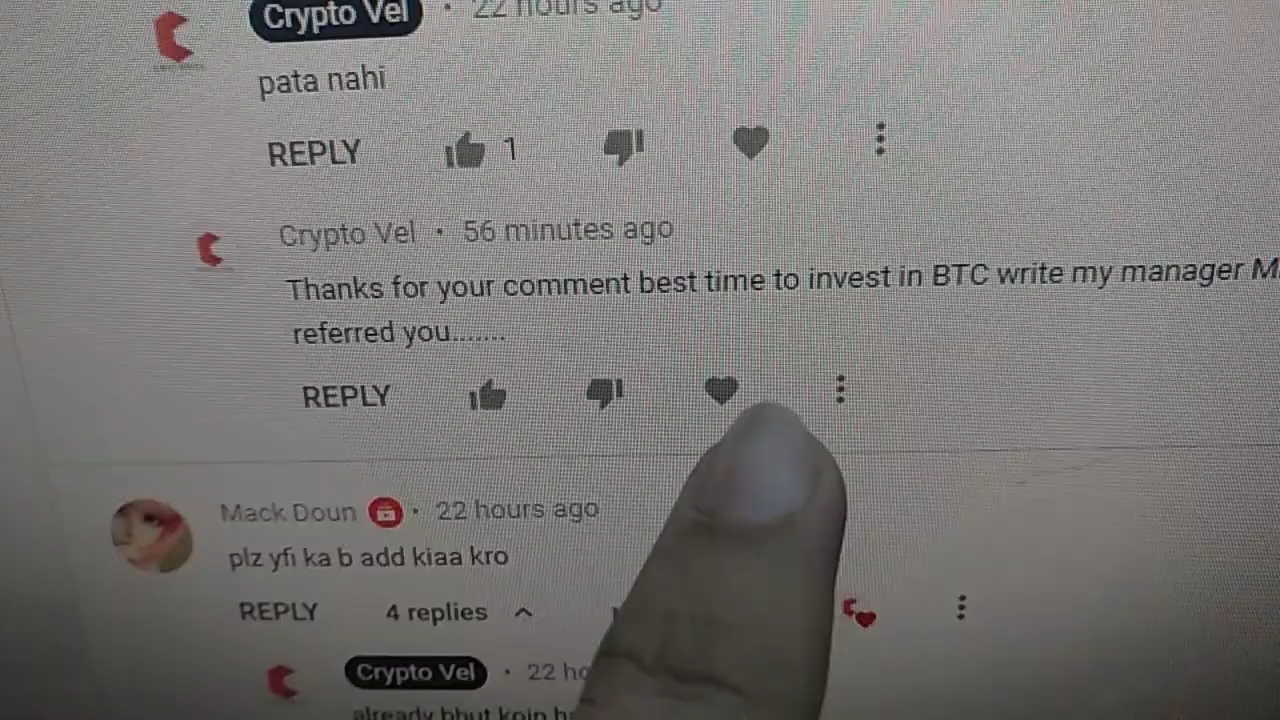 Crypto Vel · 22 hours ago
pata nahi
REPLY 1
Crypto Vel · 56 minutes ago
Thanks for your comment best time to invest in BTC write my manager M
referred you.......
REPLY
Mack Doun · 22 hours ago
plz yfi ka b add kiaa kro
REPLY 4 replies
Crypto Vel · 22 ho
already bhut koin h